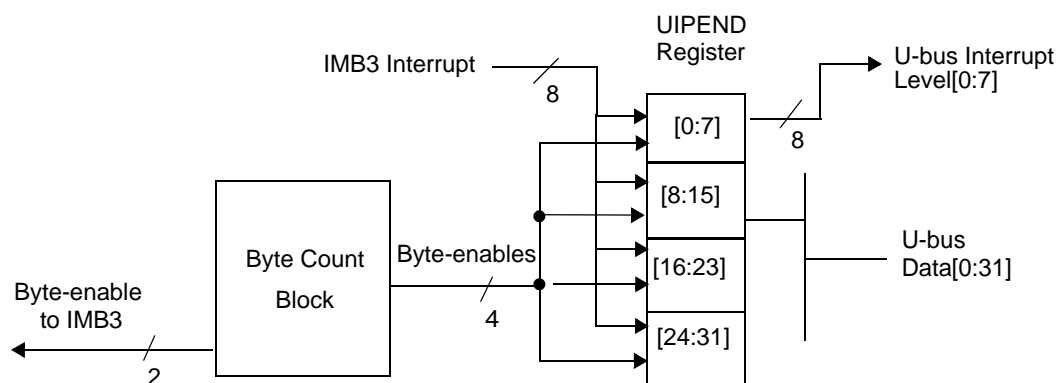 UIPEND
Register
IMB3 Interrupt
8
U-bus Interrupt
Level[0:7]
[0:7]
8
[8:15]
Byte Count
Block
Byte-enables
4
[16:23]
U-bus
Data[0:31]
Byte-enable
to IMB3
2
[24:31]